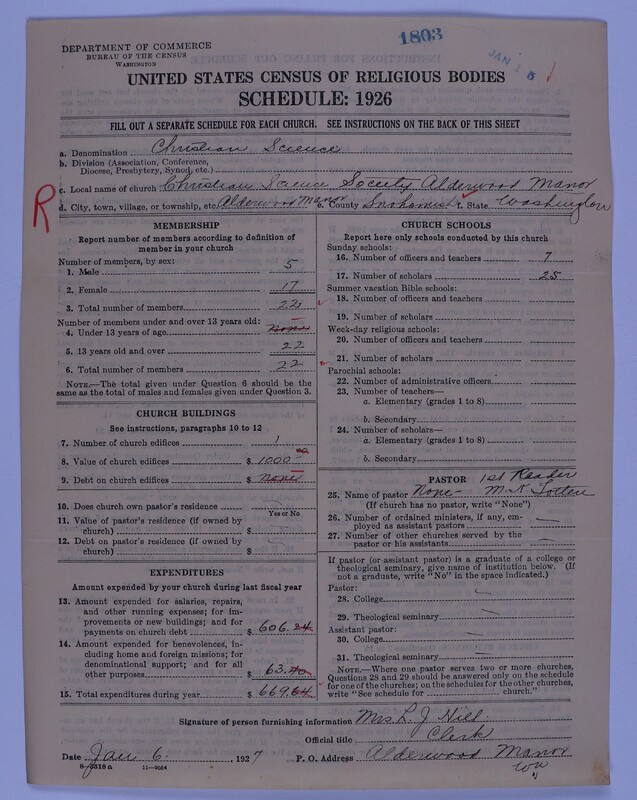 1803
JAN
DEPARTMENT OF COMMERCE
BUREAU OF THE CENSUS
WASHINGTON
UNITED STATES CENSUS OF RELIGIOUS BODIES
SCHEDULE: 1926
FILL OUT A SEPARATE SCHEDULE FOR EACH CHURCH. SEE INSTRUCTIONS ON THE BACK OF THIS SHEET
a. Denomination Christian Science
b. Division (Association, Conference,
Diocese, Presbytery, Synod, etc.)
c. Local name of church Christian Science Society Alderwood Manor
R
d. City, town, village, or township, etc. Alderwood Manor e. County Snohomish f. State Washington
MEMBERSHIP
Report number of members according to definition of
member in your church
Number of members, by sex:
1. Male 5
2. Female 17
3. Total number of members 22
Number of members under and over 13 years old:
4. Under 13 years of age None
5. 13 years old and over 22
6. Total number of members 22
NOTE.—The total given under Question 6 should be
same as the total of males and females given under Question 3.
CHURCH BUILDINGS
See instructions, paragraphs 10 to 12
7. Number of church edifices 1
8. Value of church edifices $ 1000
9. Debt on church edifices $ None
10. Does church own pastor's residence
Yes or No
11. Value of pastor's residence (if owned by
church) $
12. Debt on pastor's residence (if owned by
church) $
EXPENDITURES
Amount expended by your church during last fiscal year
13. Amount expended for salaries, repairs,
and other running expenses; for im-
provements or new buildings; and for
payments on church debt $ 606.24
14. Amount expended for benevolences, in-
cluding home and foreign missions; for
denominational support; and for all
other purposes $ 63.40
15. Total expenditures during year $ 669.64
CHURCH SCHOOLS
Report here only schools conducted by this church
Sunday schools:
16. Number of officers and teachers 7
17. Number of scholars 25
Summer vacation Bible schools:
18. Number of officers and teachers
19. Number of scholars
Week-day religious schools:
20. Number of officers and teachers
21. Number of scholars
Parochial schools:
22. Number of administrative officers
23. Number of teachers—
a. Elementary (grades 1 to 8)
b. Secondary
24. Number of scholars—
a. Elementary (grades 1 to 8)
b. Secondary
PASTOR 1st Reader
25. Name of pastor None - M. N. Totten
(If church has no pastor, write "None")
26. Number of ordained ministers, if any, em-
ployed as assistant pastors
27. Number of other churches served by the
pastor or his assistants
If pastor (or assistant pastor) is a graduate of a college or
theological seminary, give name of institution below. (If
not a graduate, write "No" in the space indicated.)
Pastor:
28. College
29. Theological seminary
Assistant pastor:
30. College
31. Theological seminary
NOTE.—Where one pastor serves two or more churches,
Questions 28 and 29 should be answered only on the schedule
for one of the churches; on the schedules for the other churches,
write "See schedule for church."
Signature of person furnishing information Mrs. L. J. Hill
Official title Clerk
Date Jan 6, 1927 P. O. Address Alderwood Manor
Wn
8-5318a 11-9064